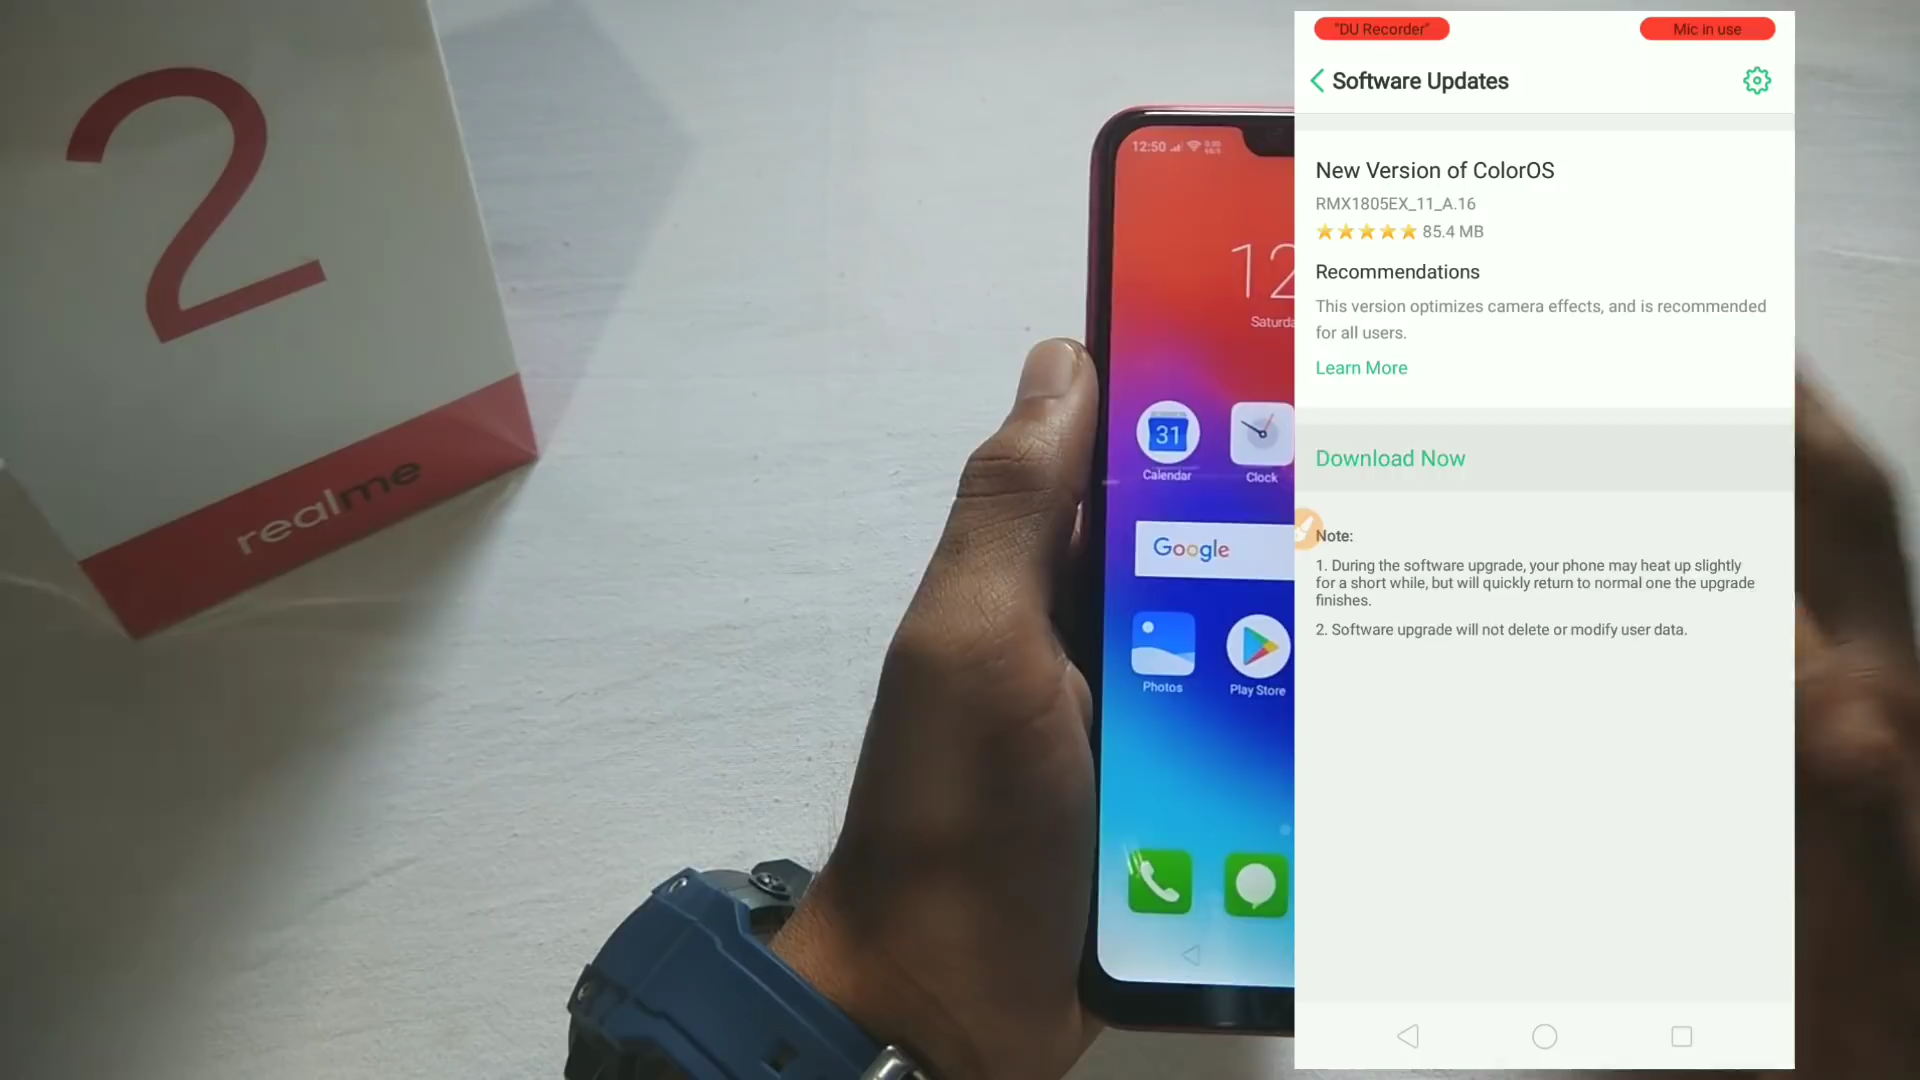 2
realme
12:50
12
Saturda
31
Calendar
Clock
Google
Photos
Play Store
"DU Recorder"
Mic in use
Software Updates
New Version of ColorOS
RMX1805EX_11_A.16
85.4 MB
Recommendations
This version optimizes camera effects, and is recommended
for all users.
Learn More
Download Now
Note:
1. During the software upgrade, your phone may heat up slightly
for a short while, but will quickly return to normal one the upgrade
finishes.
2. Software upgrade will not delete or modify user data.